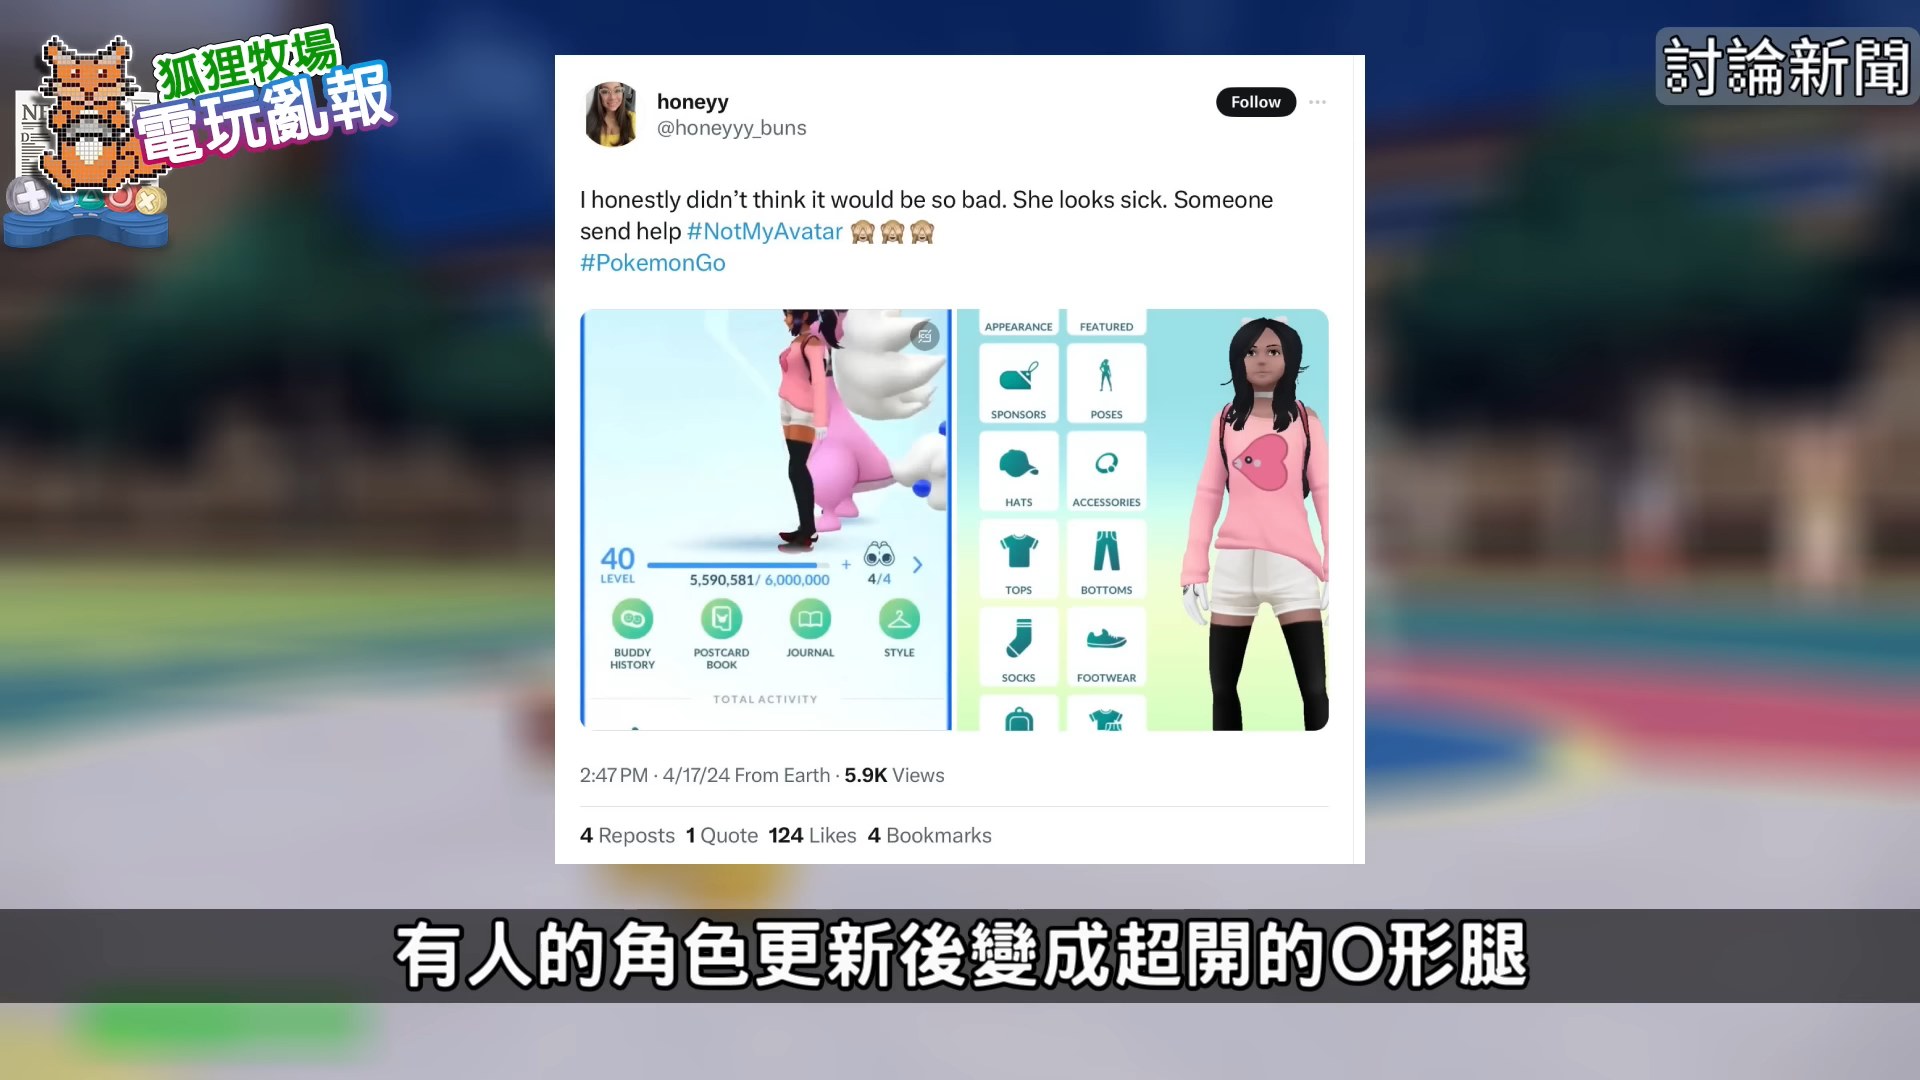 狐狸牧場
電玩亂報
討論新聞
honeyy
@honeyyy_buns
Follow
I honestly didn’t think it would be so bad. She looks sick. Someone
send help #NotMyAvatar 🙈🙈🙈
#PokemonGo
40
LEVEL
5,590,581/ 6,000,000
+
4/4
BUDDY
HISTORY
POSTCARD
BOOK
JOURNAL
STYLE
TOTAL ACTIVITY
APPEARANCE
FEATURED
SPONSORS
POSES
HATS
ACCESSORIES
TOPS
BOTTOMS
SOCKS
FOOTWEAR
2:47 PM · 4/17/24 From Earth · 5.9K Views
4 Reposts 1 Quote 124 Likes 4 Bookmarks
有人的角色更新後變成超開的O形腿